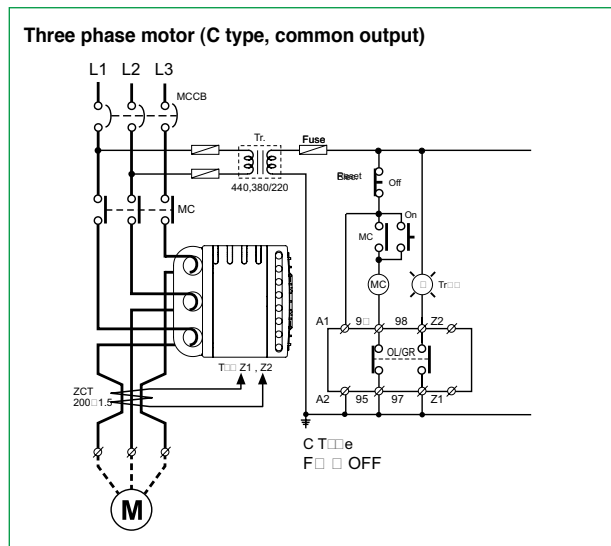 Three phase motor (C type, common output)
L1 L2 L3
MCCB
Tr. Fuse
440,380/220
Off
On
MC
MC
MC
A1 98 Z2
OL/GR
Z1 , Z2
ZCT
A2 95 97 Z1
OFF
M